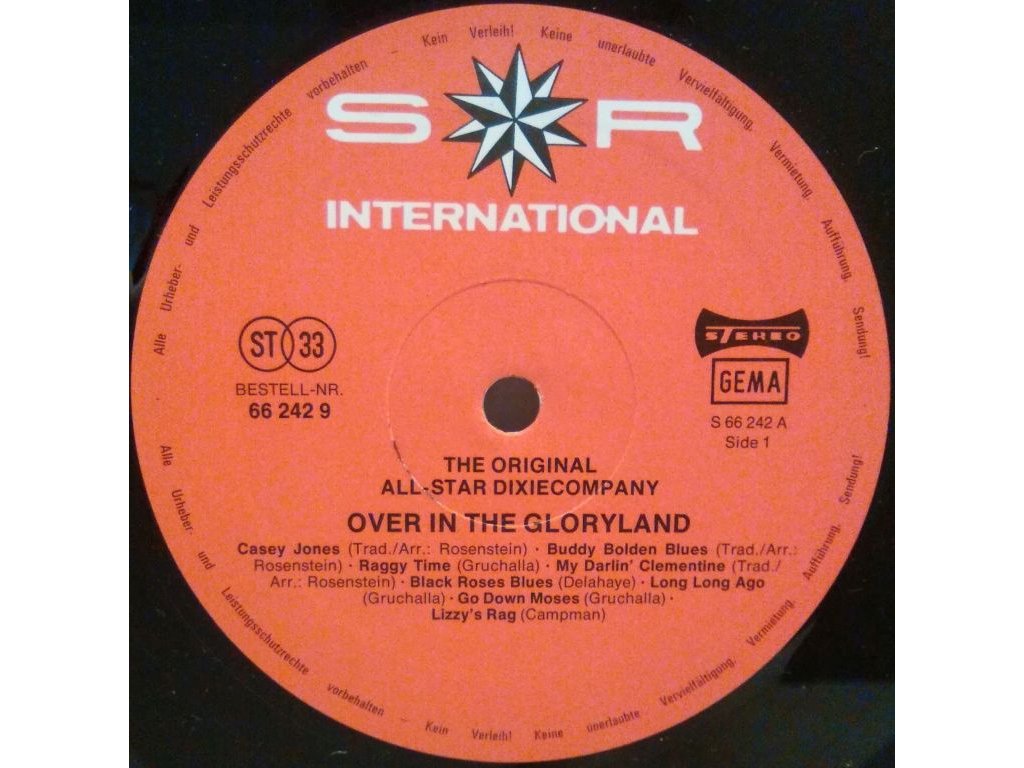 Alle Urheber- und Leistungsschutzrechte vorbehalten Kein Verleih! Keine unerlaubte Vervielfältigung, Vermietung, Aufführung, Sendung!
S R
INTERNATIONAL
ST 33
BESTELL-NR.
66 242 9
STEREO
GEMA
S 66 242 A
Side 1
THE ORIGINAL
ALL-STAR DIXIECOMPANY
OVER IN THE GLORYLAND
Casey Jones (Trad./Arr.: Rosenstein) · Buddy Bolden Blues (Trad./Arr.:
Rosenstein) · Raggy Time (Gruchalla) · My Darlin' Clementine (Trad./
Arr.: Rosenstein) · Black Roses Blues (Delahaye) · Long Long Ago
(Gruchalla) · Go Down Moses (Gruchalla) ·
Lizzy's Rag (Campman)
Alle Urheber- und Leistungsschutzrechte vorbehalten - Kein Verleih! Keine unerlaubte Vervielfältigung, Vermietung, Aufführung, Sendung!